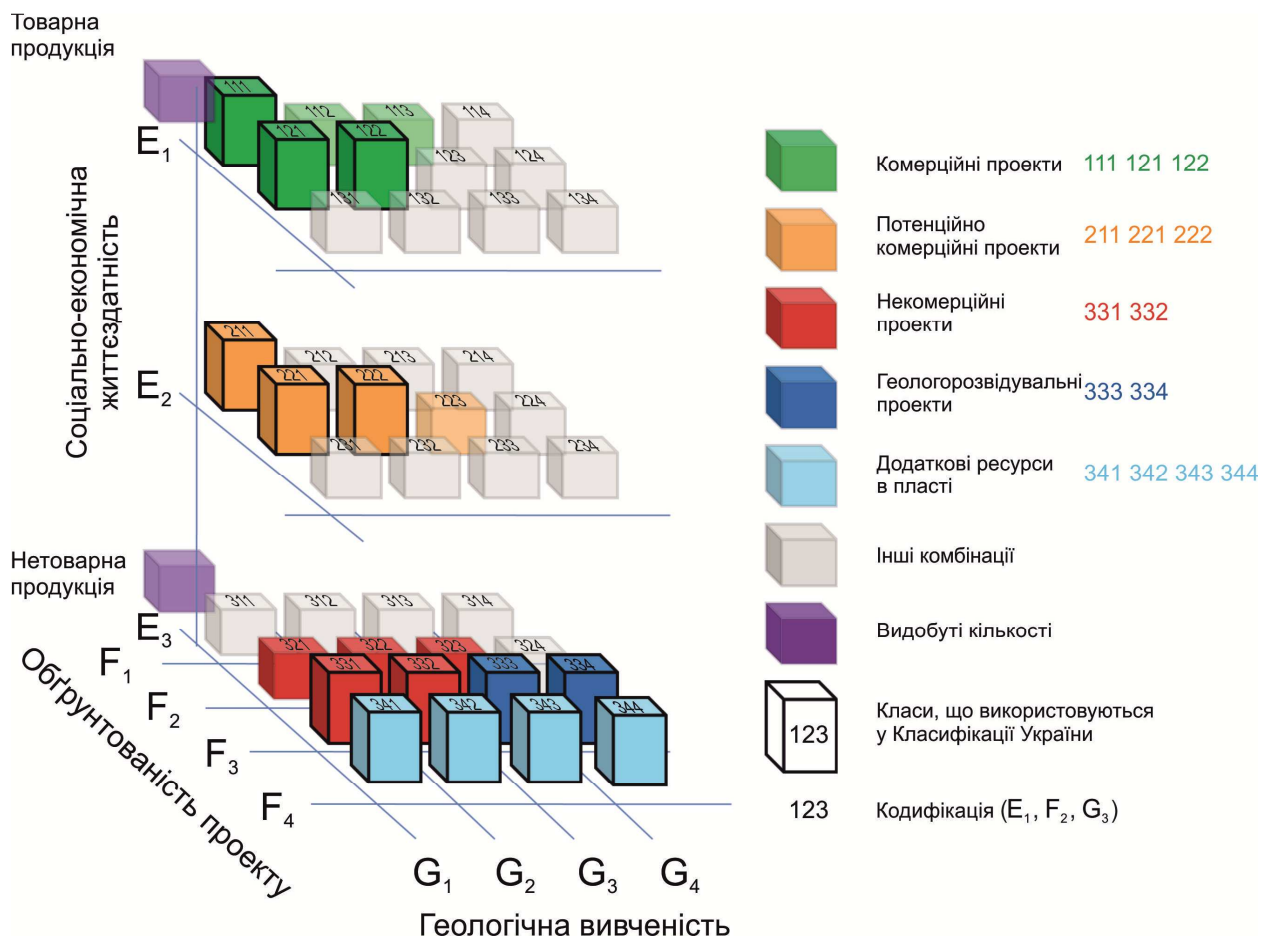 Товарна
продукція
E1
Соціально-економічна
життєздатність
111
112
113
114
121
122
123
124
131
132
133
134
E2
211
212
213
214
221
222
223
224
231
232
233
234
Нетоварна
продукція
E3
311
312
313
314
321
322
323
324
331
332
333
334
341
342
343
344
F1
F2
F3
F4
Обґрунтованість проекту
G1 G2 G3 G4
Геологічна вивченість
Комерційні проекти 111 121 122
Потенційно
комерційні проекти 211 221 222
Некомерційні
проекти 331 332
Геологорозвідувальні
проекти 333 334
Додаткові ресурси
в пласті 341 342 343 344
Інші комбінації
Видобуті кількості
123
Класи, що використовуються
у Класифікації України
123 Кодифікація (E1, F2, G3)